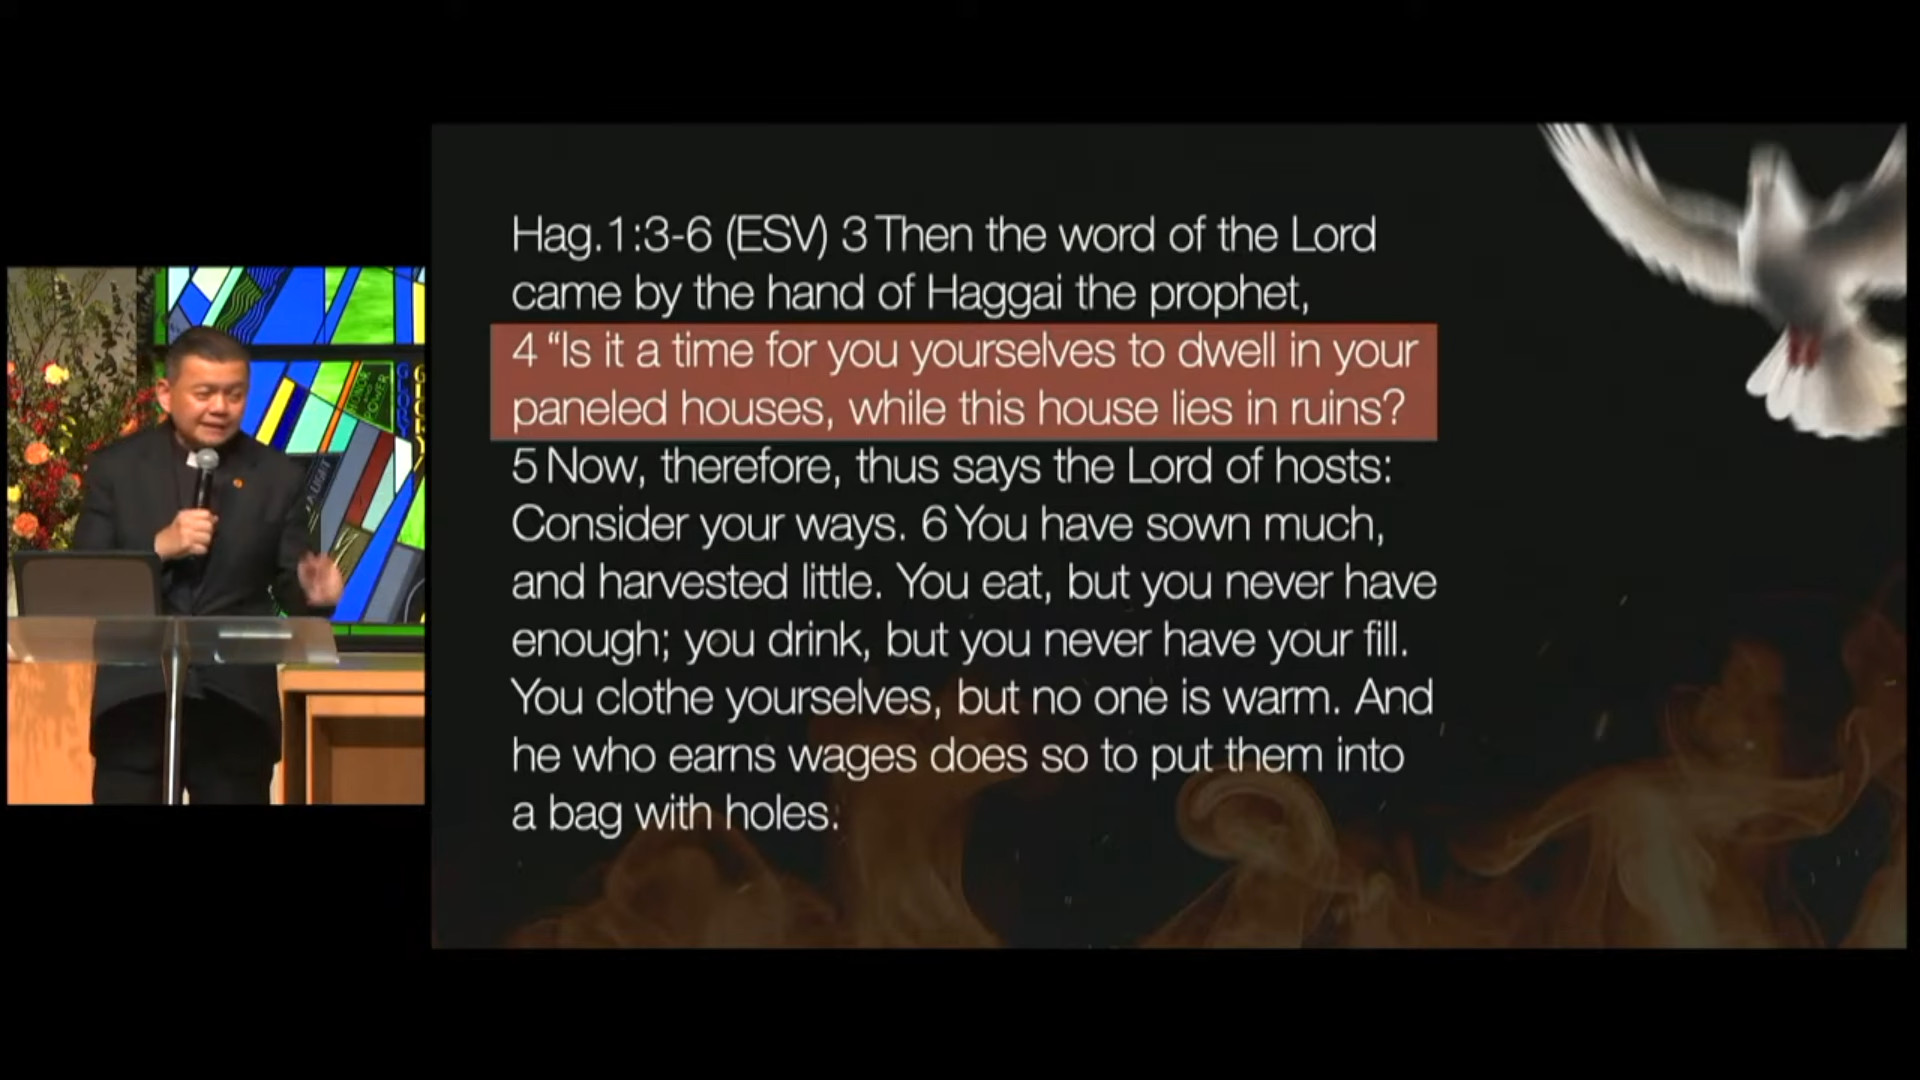 Hag.1:3-6 (ESV) 3 Then the word of the Lord
came by the hand of Haggai the prophet,
4 “Is it a time for you yourselves to dwell in your
paneled houses, while this house lies in ruins?
5 Now, therefore, thus says the Lord of hosts:
Consider your ways. 6 You have sown much,
and harvested little. You eat, but you never have
enough; you drink, but you never have your fill.
You clothe yourselves, but no one is warm. And
he who earns wages does so to put them into
a bag with holes.
POWER